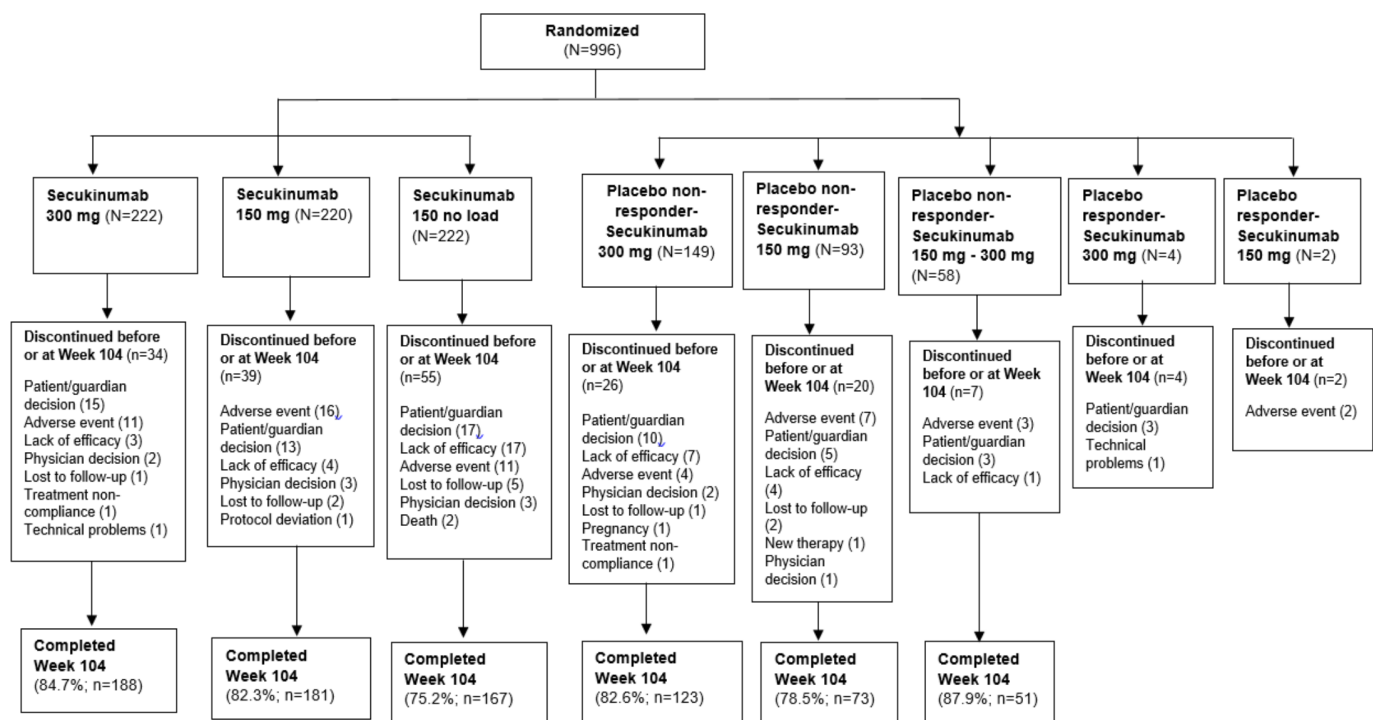 Randomized
(N=996)
Secukinumab
300 mg (N=222)
Secukinumab
150 mg (N=220)
Secukinumab
150 no load
(N=222)
Placebo non-
responder-
Secukinumab
300 mg (N=149)
Placebo non-
responder-
Secukinumab
150 mg (N=93)
Placebo non-
responder-
Secukinumab
150 mg - 300 mg
(N=58)
Placebo
responder-
Secukinumab
300 mg (N=4)
Placebo
responder-
Secukinumab
150 mg (N=2)
Discontinued before
or at Week 104 (n=34)
Patient/guardian
decision (15)
Adverse event (11)
Lack of efficacy (3)
Physician decision (2)
Lost to follow-up (1)
Treatment non-
compliance (1)
Technical problems (1)
Discontinued before
or at Week 104
(n=39)
Adverse event (16)
Patient/guardian
decision (13)
Lack of efficacy (4)
Physician decision (3)
Lost to follow-up (2)
Protocol deviation (1)
Discontinued before
or at Week 104
(n=55)
Patient/guardian
decision (17)
Lack of efficacy (17)
Adverse event (11)
Lost to follow-up (5)
Physician decision (3)
Death (2)
Discontinued before
or at Week 104
(n=26)
Patient/guardian
decision (10)
Lack of efficacy (7)
Adverse event (4)
Physician decision (2)
Lost to follow-up (1)
Pregnancy (1)
Treatment non-
compliance (1)
Discontinued
before or at
Week 104 (n=20)
Adverse event (7)
Patient/guardian
decision (5)
Lack of efficacy
(4)
Lost to follow-up
(2)
New therapy (1)
Physician
decision (1)
Discontinued
before or at Week
104 (n=7)
Adverse event (3)
Patient/guardian
decision (3)
Lack of efficacy (1)
Discontinued
before or at
Week 104 (n=4)
Patient/guardian
decision (3)
Technical
problems (1)
Discontinued
before or at
Week 104 (n=2)
Adverse event (2)
Completed
Week 104
(84.7%; n=188)
Completed
Week 104
(82.3%; n=181)
Completed
Week 104
(75.2%; n=167)
Completed
Week 104
(82.6%; n=123)
Completed
Week 104
(78.5%; n=73)
Completed
Week 104
(87.9%; n=51)